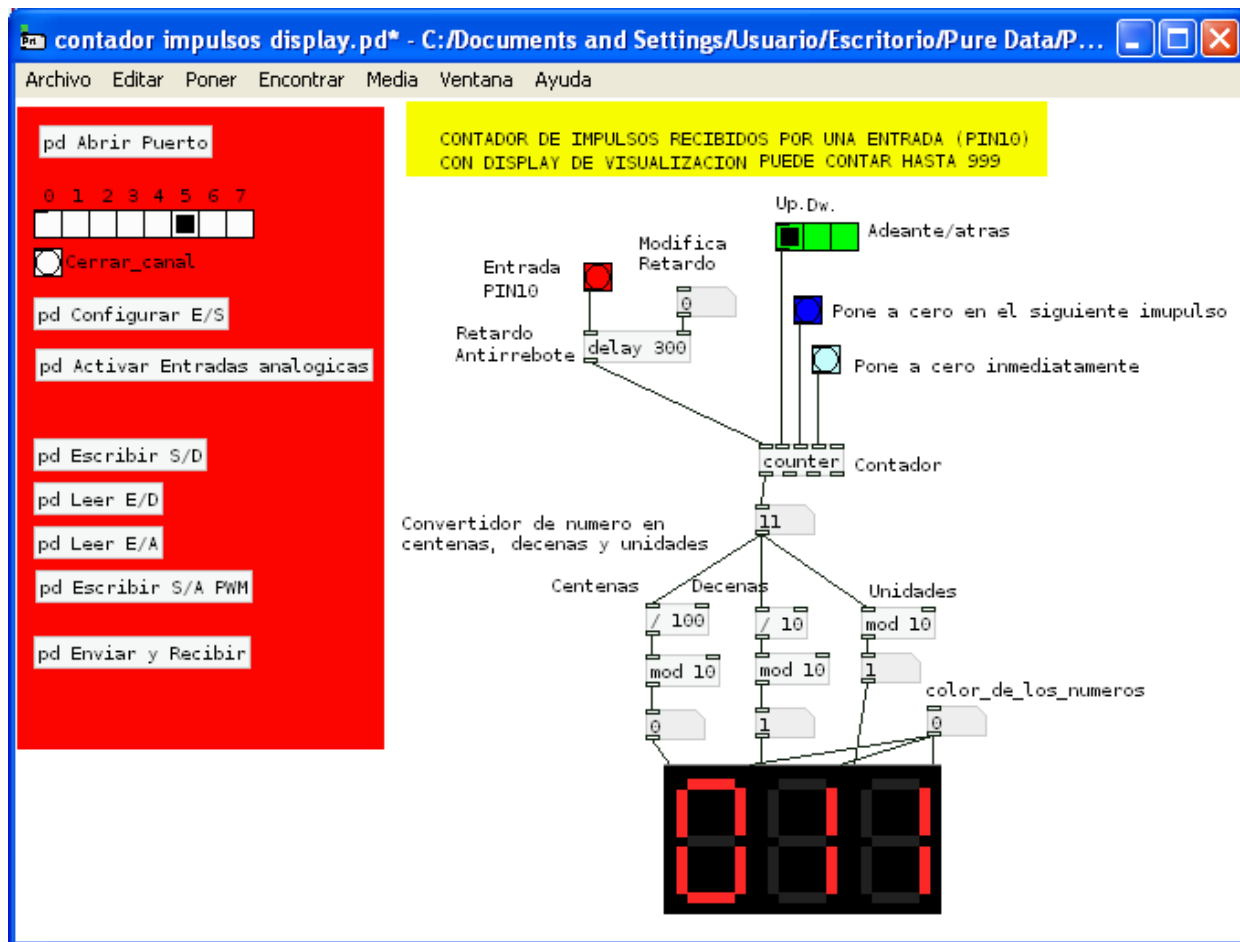 contador impulsos display.pd* - C:/Documents and Settings/Usuario/Escritorio/Pure Data/P...
Archivo Editar Poner Encontrar Media Ventana Ayuda
pd Abrir Puerto
0 1 2 3 4 5 6 7
Cerrar_canal
pd Configurar E/S
pd Activar Entradas analogicas
pd Escribir S/D
pd Leer E/D
pd Leer E/A
pd Escribir S/A PWM
pd Enviar y Recibir
CONTADOR DE IMPULSOS RECIBIDOS POR UNA ENTRADA (PIN10)
CON DISPLAY DE VISUALIZACION PUEDE CONTAR HASTA 999
Up. Dw.
Adeante/atras
Modifica
Retardo
Entrada
PIN10
0
Pone a cero en el siguiente imupulso
Retardo
Antirrebote
delay 300
Pone a cero inmediatamente
counter
Contador
11
Convertidor de numero en
centenas, decenas y unidades
Centenas
Decenas
Unidades
/ 100
/ 10
mod 10
mod 10
mod 10
1
color_de_los_numeros
0
1
0
011